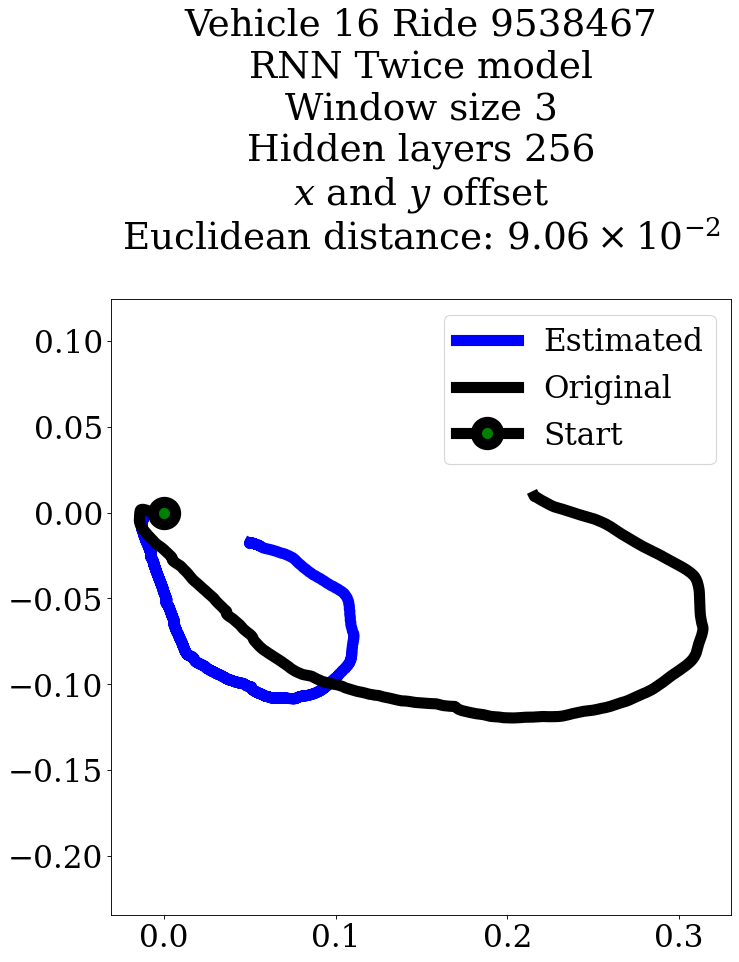 Vehicle 16 Ride 9538467
RNN Twice model
Window size 3
Hidden layers 256
x and y offset
Euclidean distance: 9.06 × 10⁻²
Estimated
Original
Start
0.10
0.05
0.00
−0.05
−0.10
−0.15
−0.20
0.0 0.1 0.2 0.3